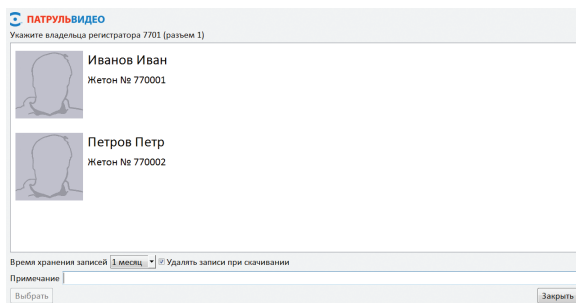 ПАТРУЛЬВИДЕО
Укажите владельца регистратора 7701 (разъем 1)
Иванов Иван
Жетон № 770001
Петров Петр
Жетон № 770002
Время хранения записей 1 месяц Удалять записи при скачивании
Примечание
Выбрать Закрыть